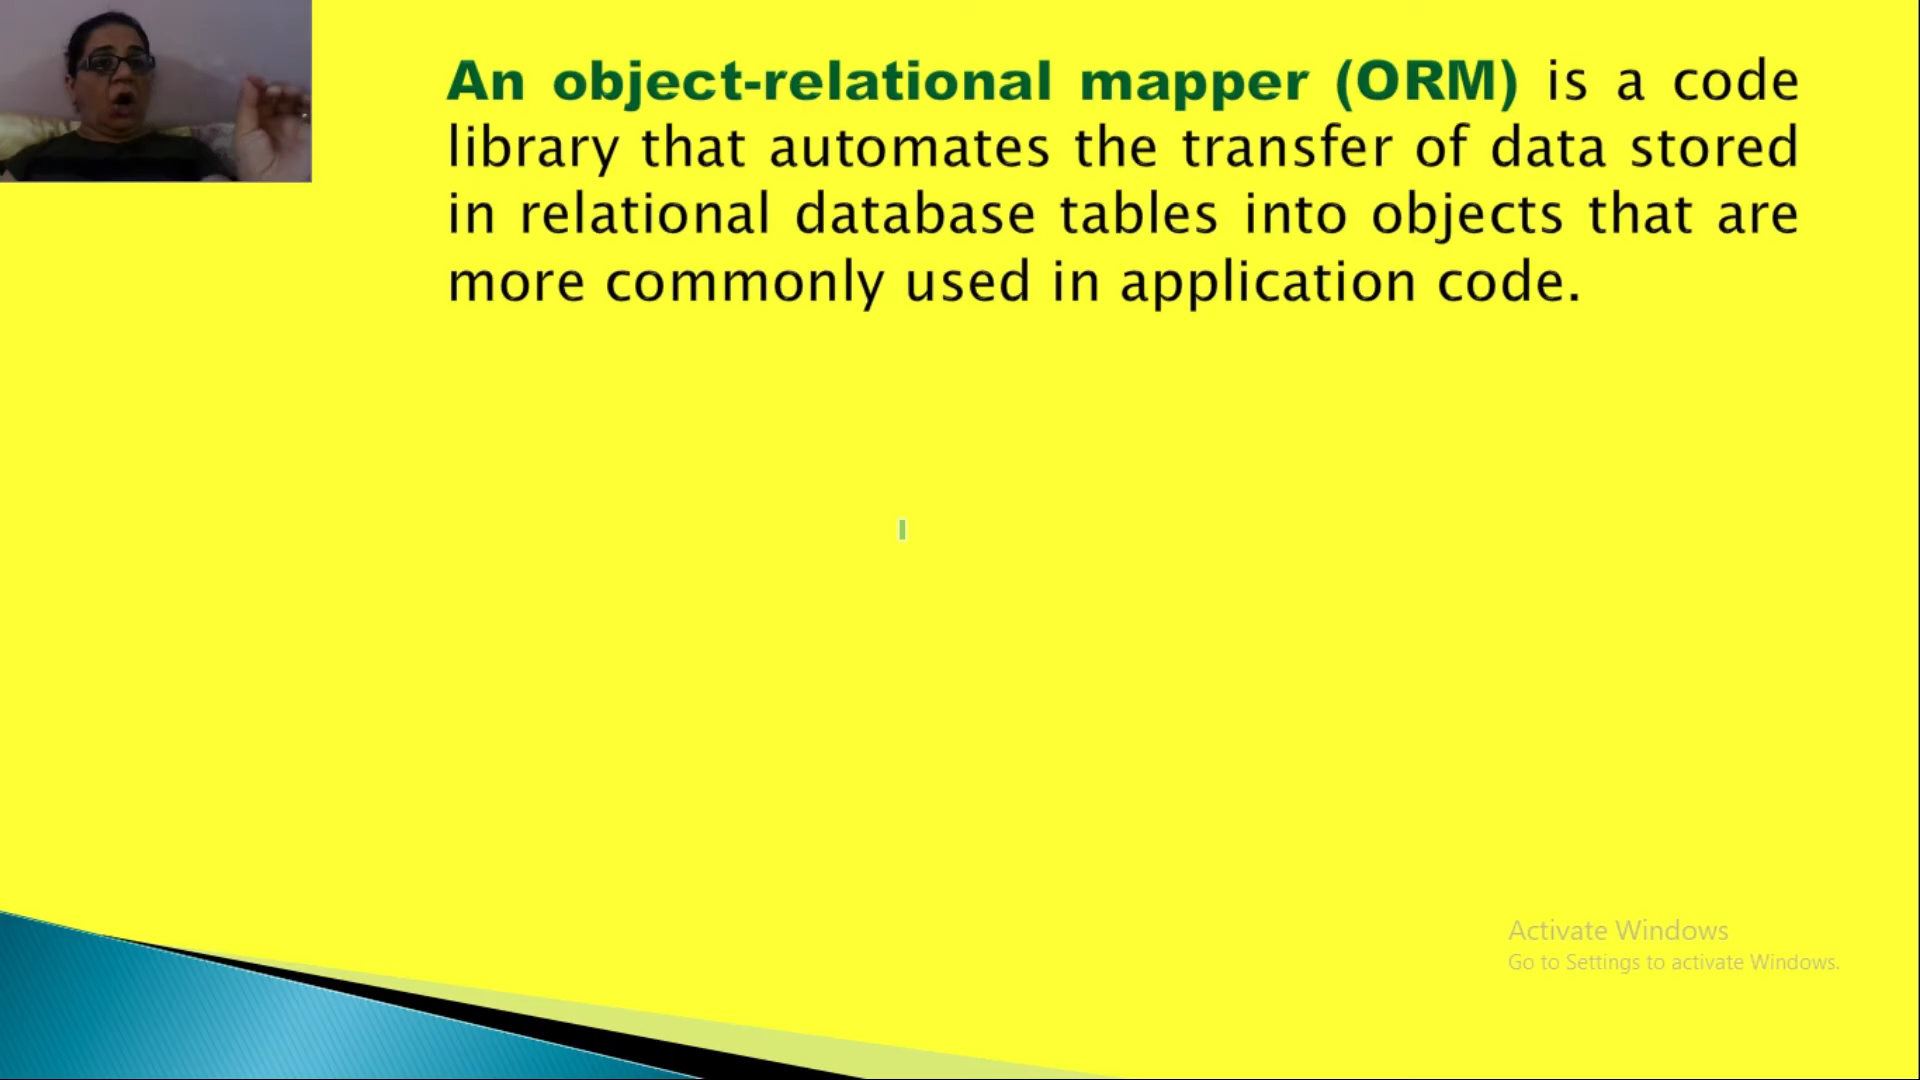 An object-relational mapper (ORM) is a code
library that automates the transfer of data stored
in relational database tables into objects that are
more commonly used in application code.
Activate Windows
Go to Settings to activate Windows.